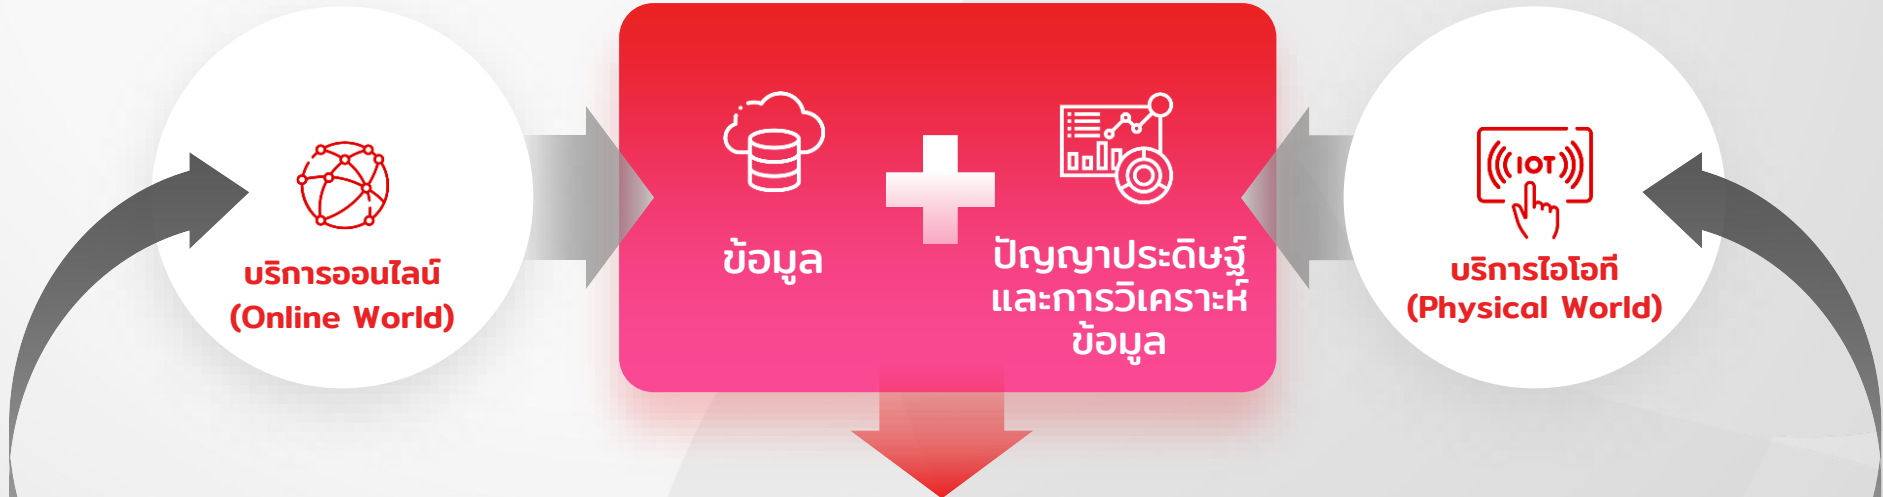 บริการออนไลน์
(Online World)
ข้อมูล
ปัญญาประดิษฐ์
และการวิเคราะห์
ข้อมูล
IOT
บริการไอโอที
(Physical World)